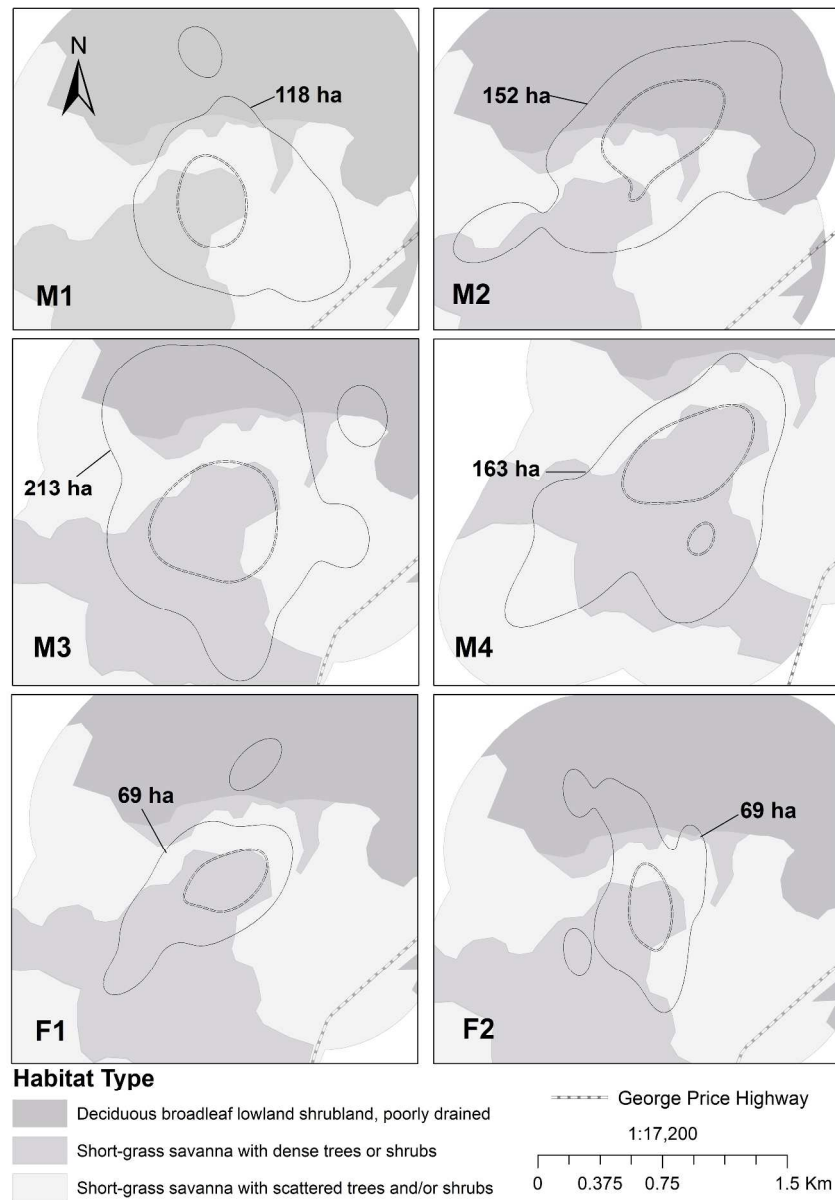 N
118 ha
M1
152 ha
M2
213 ha
M3
163 ha
M4
69 ha
F1
69 ha
F2
Habitat Type
Deciduous broadleaf lowland shrubland, poorly drained
Short-grass savanna with dense trees or shrubs
Short-grass savanna with scattered trees and/or shrubs
George Price Highway
1:17,200
0 0.375 0.75 1.5 Km